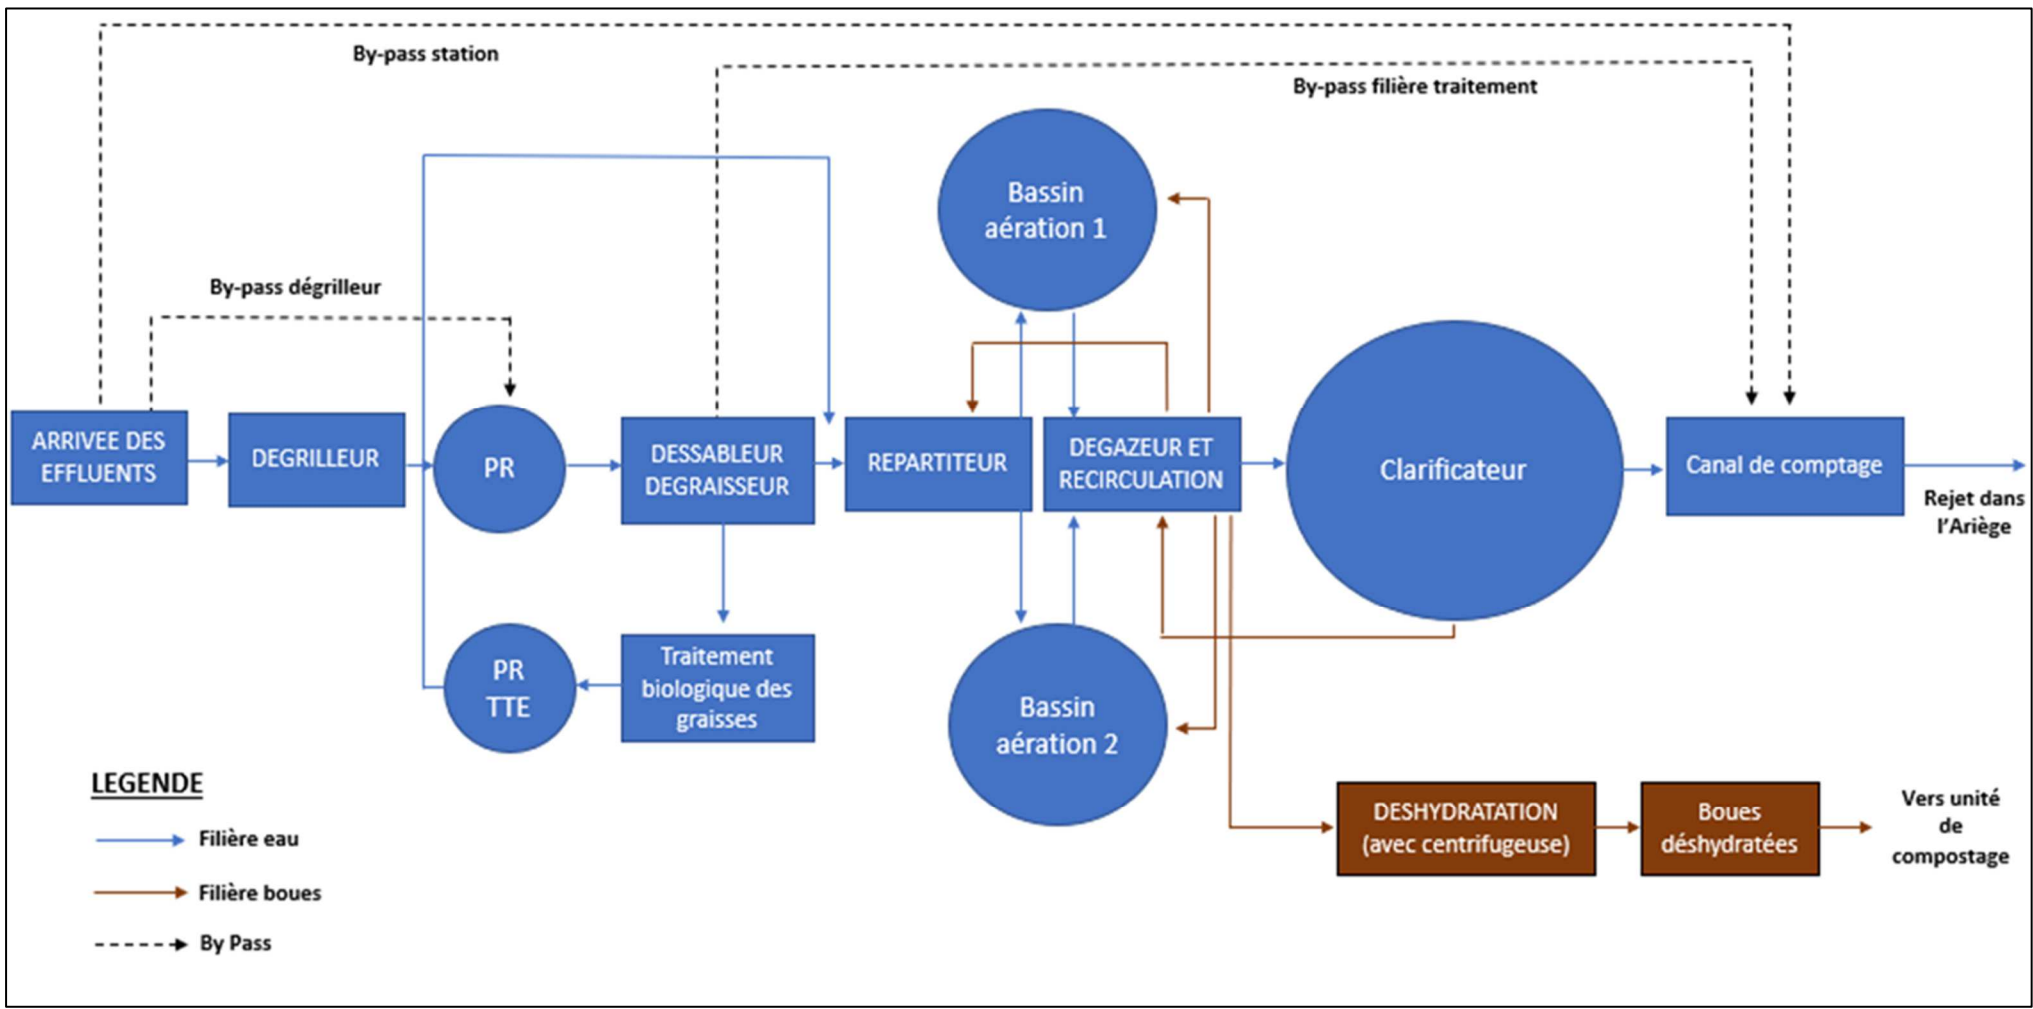 By-pass station
By-pass filière traitement
Bassin
aération 1
By-pass dégrilleur
ARRIVEE DES
EFFLUENTS
DEGRILLEUR
PR
DESSABLEUR
DEGRAISSEUR
REPARTITEUR
DEGAZEUR ET
RECIRCULATION
Clarificateur
Canal de comptage
Rejet dans
l'Ariège
PR
TTE
Traitement
biologique des
graisses
Bassin
aération 2
LEGENDE
Filière eau
Filière boues
By Pass
DESHYDRATATION
(avec centrifugeuse)
Boues
déshydratées
Vers unité
de
compostage